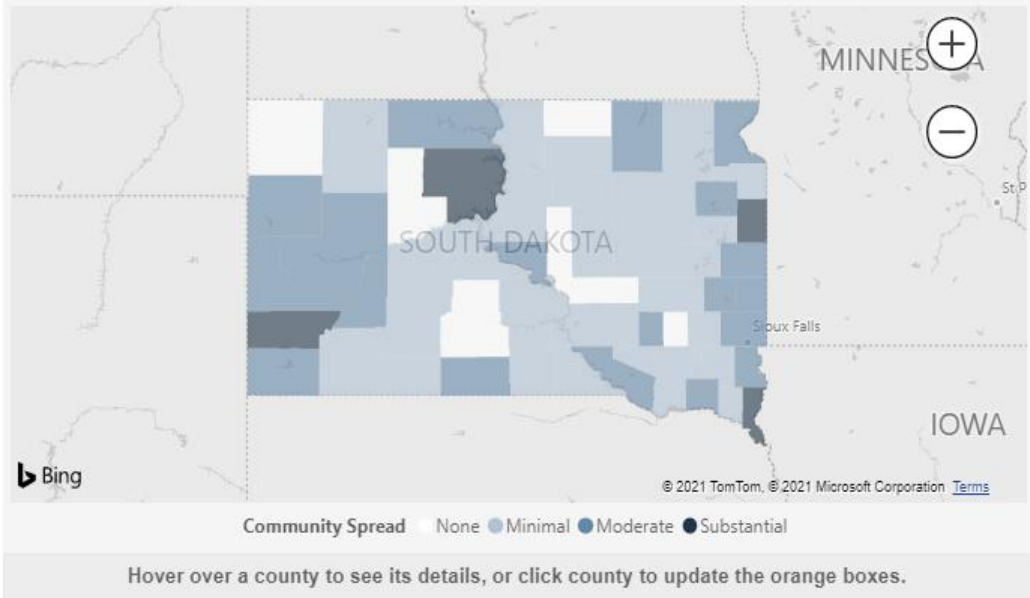 MINNES A
+
−
St P
SOUTH DAKOTA
Sioux Falls
IOWA
Bing
© 2021 TomTom, © 2021 Microsoft Corporation Terms
Community Spread None Minimal Moderate Substantial
Hover over a county to see its details, or click county to update the orange boxes.